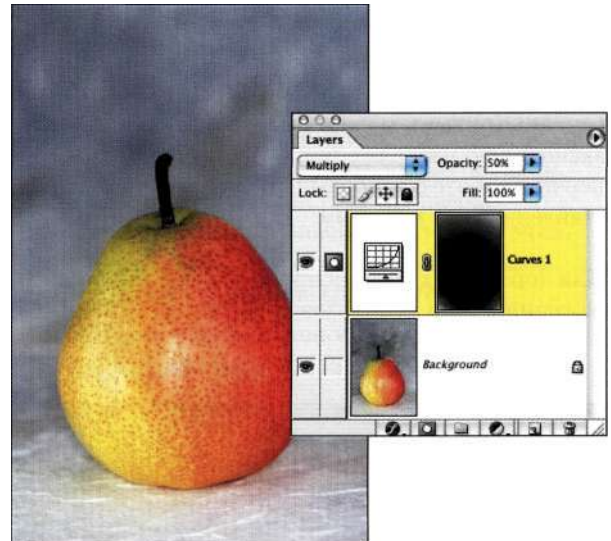 Layers
Multiply Opacity: 50%
Lock: Fill: 100%
Curves 1
Background